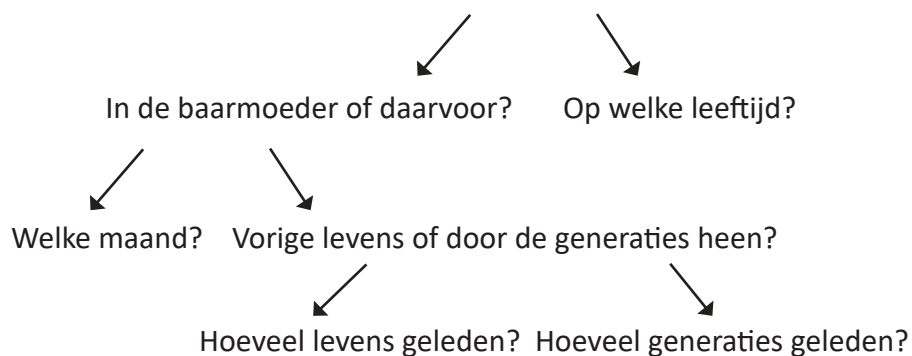 In de baarmoeder of daarvoor? Op welke leeftijd?
Welke maand? Vorige levens of door de generaties heen?
Hoeveel levens geleden? Hoeveel generaties geleden?